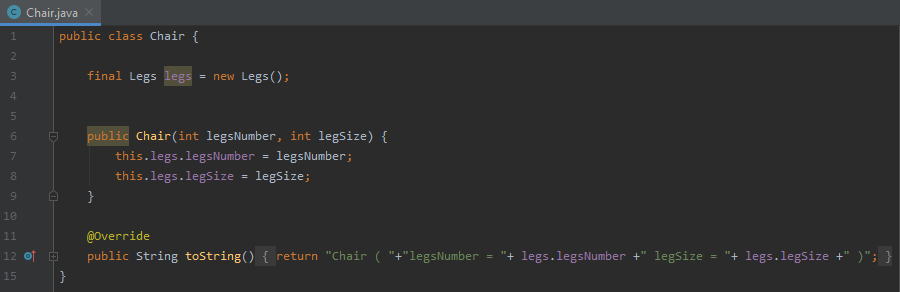 Chair.java
1 public class Chair {
2
3 final Legs legs = new Legs();
4
5
6 public Chair(int legsNumber, int legSize) {
7 this.legs.legsNumber = legsNumber;
8 this.legs.legSize = legSize;
9 }
10
11 @Override
12 public String toString() { return "Chair ( "+"legsNumber = "+ legs.legsNumber +" legSize = "+ legs.legSize +" )"; }
15 }